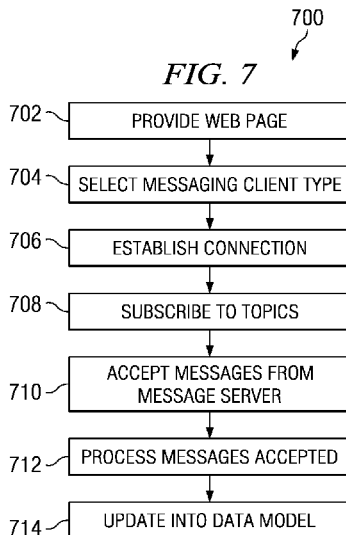 700
FIG. 7
702 PROVIDE WEB PAGE
704 SELECT MESSAGING CLIENT TYPE
706 ESTABLISH CONNECTION
708 SUBSCRIBE TO TOPICS
710 ACCEPT MESSAGES FROM
MESSAGE SERVER
712 PROCESS MESSAGES ACCEPTED
714 UPDATE INTO DATA MODEL